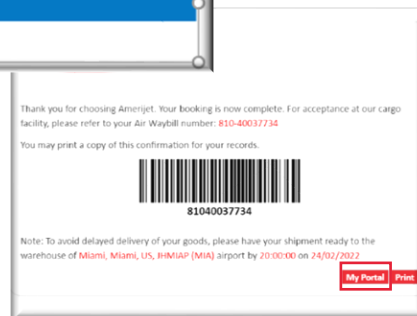 Thank you for choosing Amerijet. Your booking is now complete. For acceptance at our cargo
facility, please refer to your Air Waybill number: 810-40037734
You may print a copy of this confirmation for your records.
81040037734
Note: To avoid delayed delivery of your goods, please have your shipment ready to the
warehouse of Miami, Miami, US, JHMIAP (MIA) airport by 20:00:00 on 24/02/2022
My Portal Print